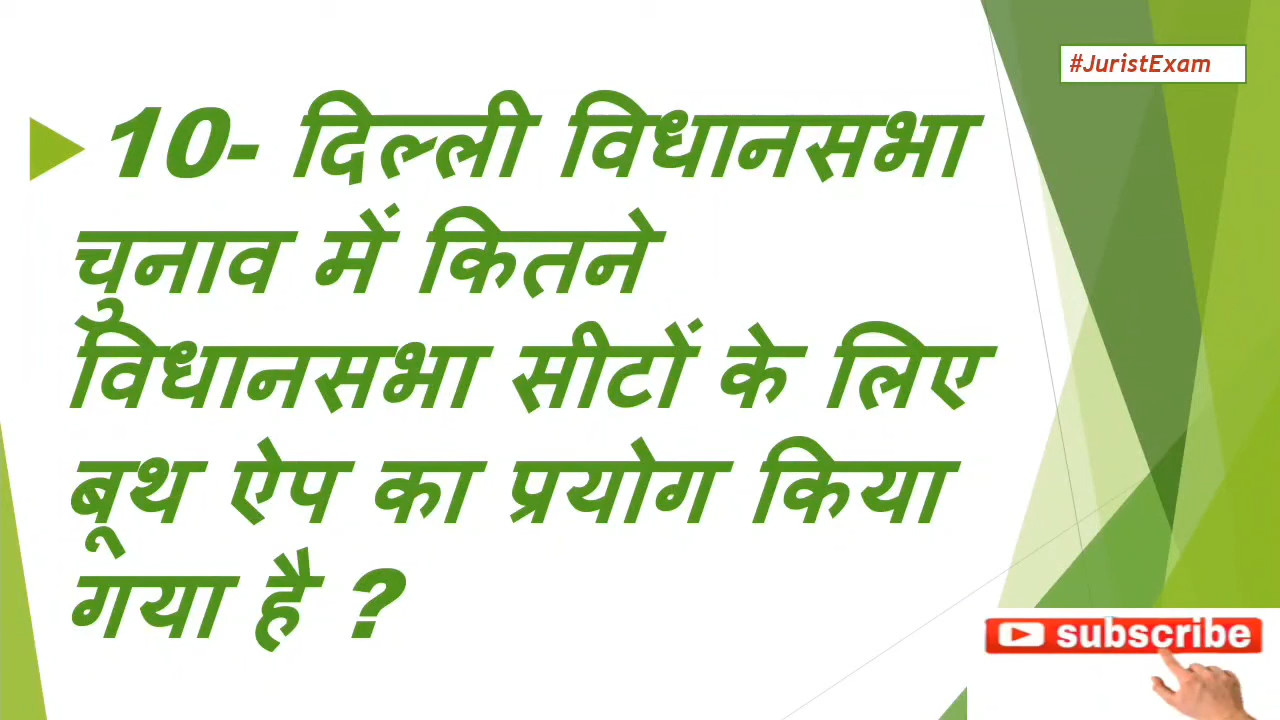 #JuristExam
10- दिल्ली विधानसभा
चुनाव में कितने
विधानसभा सीटों के लिए
बूथ ऐप का प्रयोग किया
गया है ?
subscribe